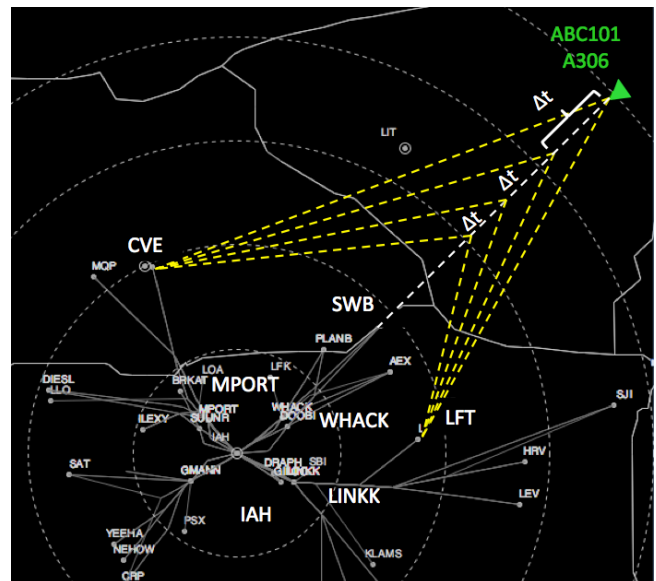 ABC101
A306
Δt
LIT
Δt
Δt
CVE
MQP
SWB
PLANB
LOA
LFK
AEX
DIESL
LLO
BRKAT
MPORT
SJI
MPORT
WHACK
WHACK
DOOBI
ILEXY
IAH
LFT
L
DRAPH
SBI
HRV
SAT
GMANN
LINKK
LEV
IAH
PSX
YEEHA
NEHOW
KLAMS
CRP